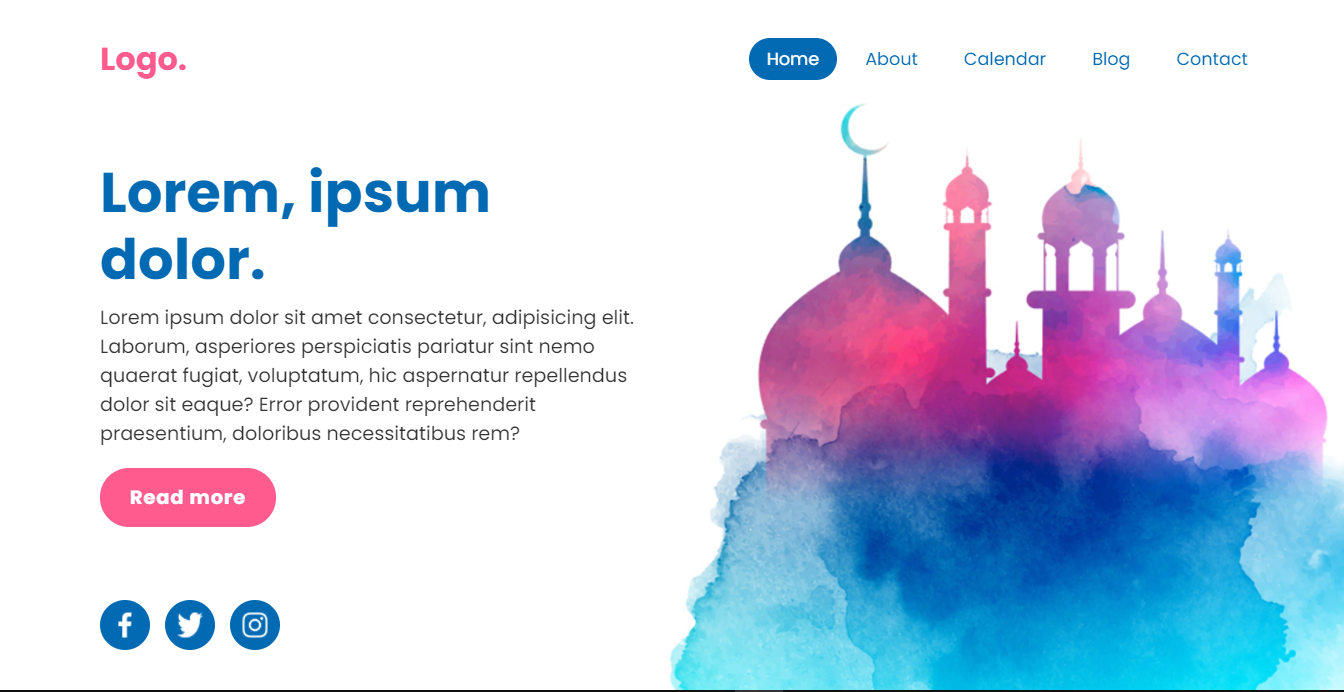 Logo.
Home About Calendar Blog Contact
Lorem, ipsum
dolor.
Lorem ipsum dolor sit amet consectetur, adipisicing elit.
Laborum, asperiores perspiciatis pariatur sint nemo
quaerat fugiat, voluptatum, hic aspernatur repellendus
dolor sit eaque? Error provident reprehenderit
praesentium, doloribus necessitatibus rem?
Read more